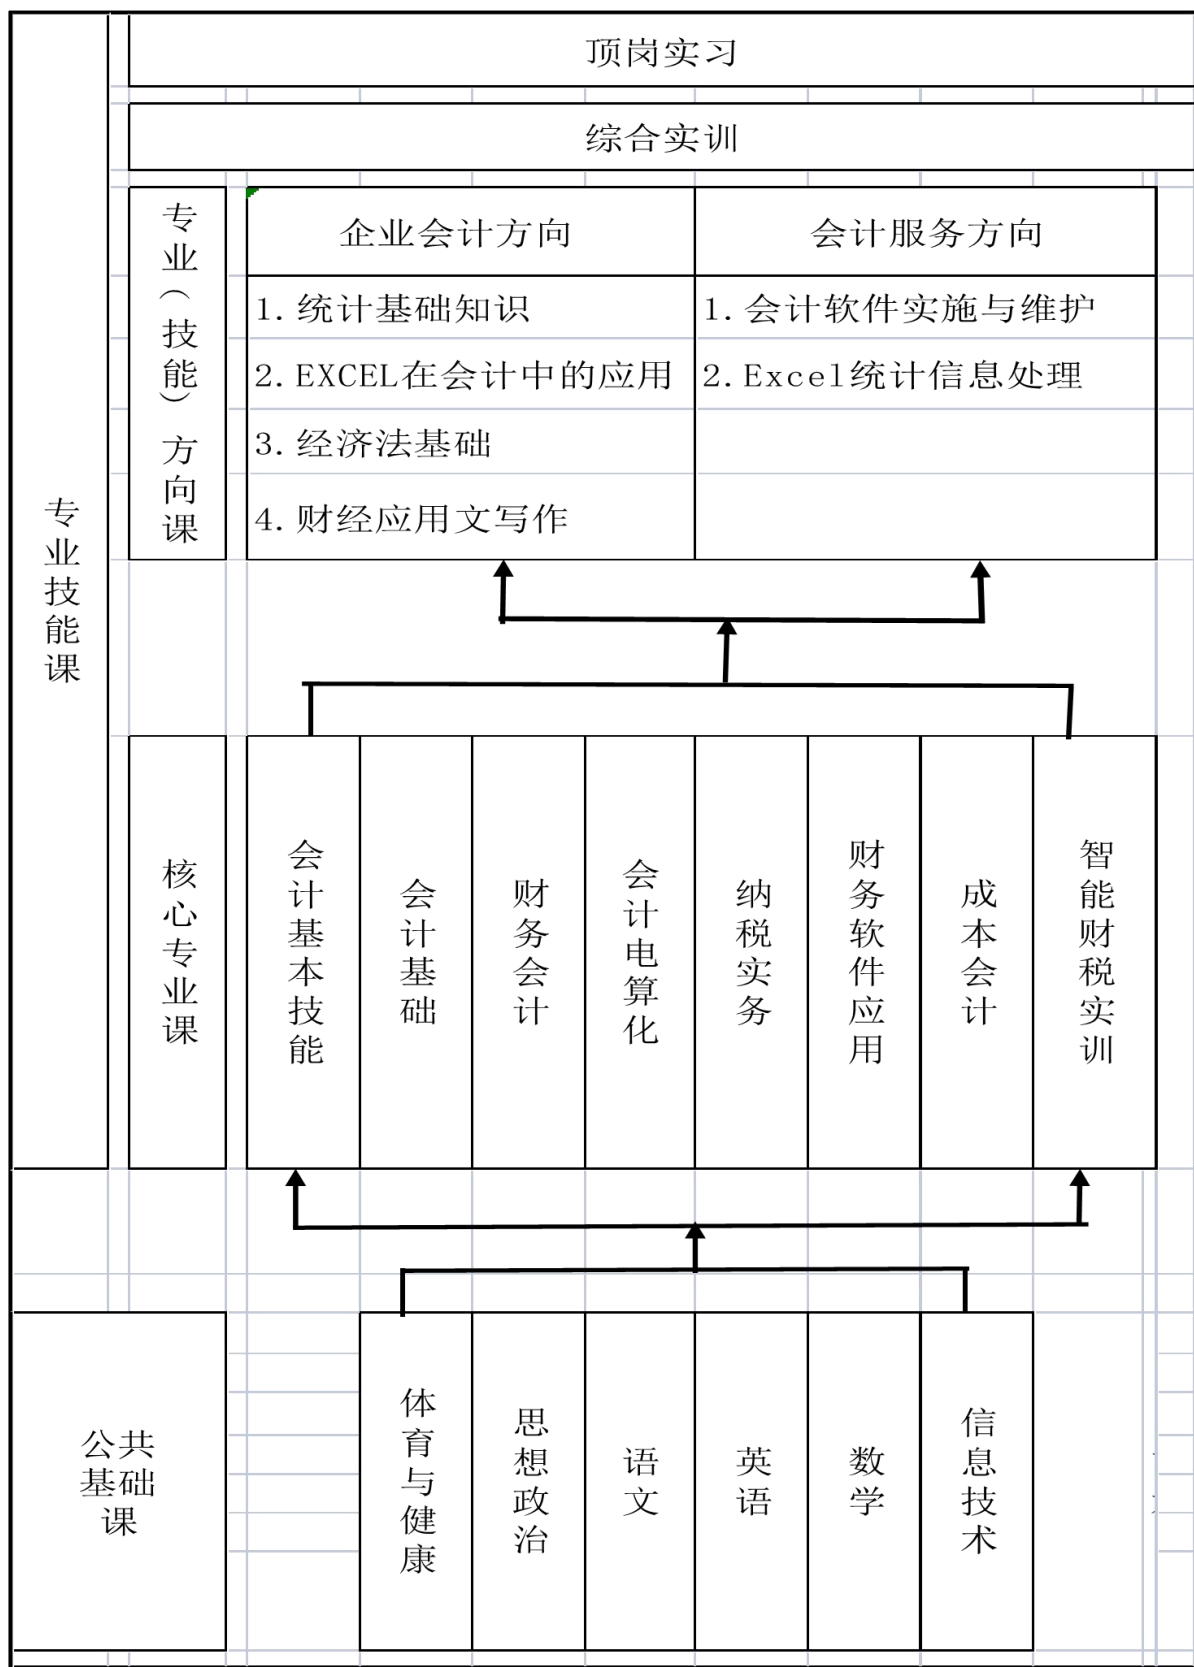 顶岗实习
综合实训
专业技能课
专业（技能）方向课
企业会计方向
会计服务方向
1.统计基础知识
2.EXCEL在会计中的应用
3.经济法基础
4.财经应用文写作
1.会计软件实施与维护
2.Excel统计信息处理
核心专业课
会计基本技能
会计基础
财务会计
会计电算化
纳税实务
财务软件应用
成本会计
智能财税实训
公共
基础
课
体育与健康
思想政治
语文
英语
数学
信息技术